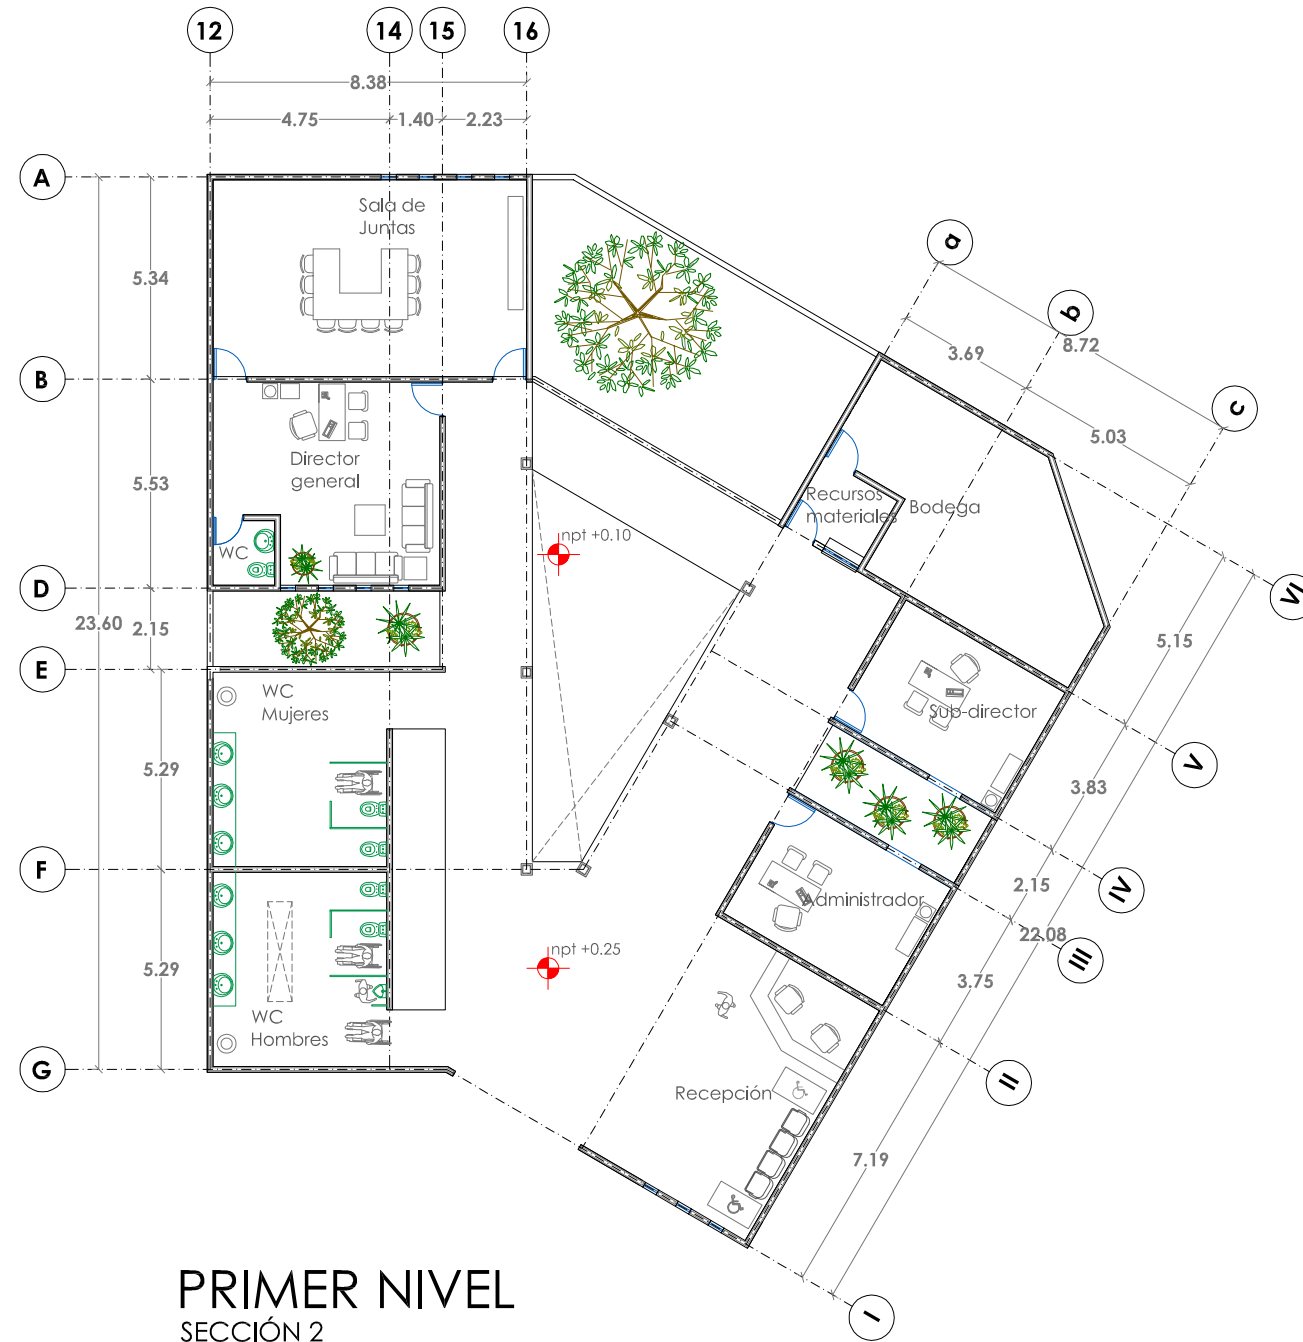 12
14
15
16
8.38
4.75
1.40
2.23
A
B
D
E
F
G
5.34
5.53
23.60
2.15
5.29
5.29
a
b
c
8.72
3.69
5.03
VI
V
IV
III
II
I
5.15
3.83
2.15
22.08
3.75
7.19
Sala de
Juntas
Director
general
WC
WC
Mujeres
WC
Hombres
npt +0.10
npt +0.25
Recursos
materiales
Bodega
Sub-director
Administrador
Recepción
PRIMER NIVEL
SECCIÓN 2